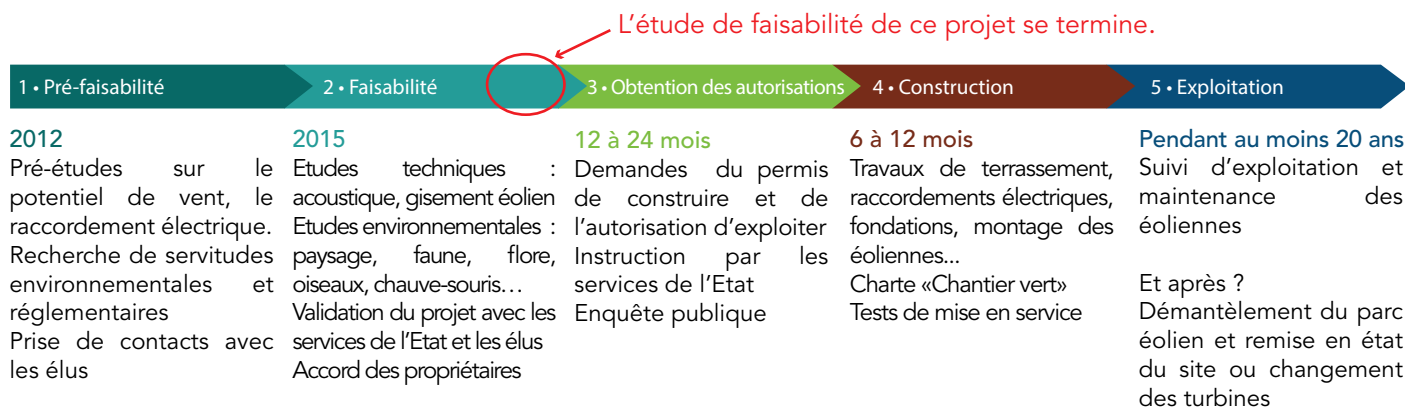 L'étude de faisabilité de ce projet se termine.
1 • Pré-faisabilité
2 • Faisabilité
3 • Obtention des autorisations
4 • Construction
5 • Exploitation
2012
Pré-études sur le
potentiel de vent, le
raccordement électrique.
Recherche de servitudes
environnementales et
réglementaires
Prise de contacts avec
les élus
2015
Etudes techniques :
acoustique, gisement éolien
Etudes environnementales :
paysage, faune, flore,
oiseaux, chauve-souris…
Validation du projet avec les
services de l'Etat et les élus
Accord des propriétaires
12 à 24 mois
Demandes du permis
de construire et de
l'autorisation d'exploiter
Instruction par les
services de l'Etat
Enquête publique
6 à 12 mois
Travaux de terrassement,
raccordements électriques,
fondations, montage des
éoliennes...
Charte «Chantier vert»
Tests de mise en service
Pendant au moins 20 ans
Suivi d'exploitation et
maintenance des
éoliennes
Et après ?
Démantèlement du parc
éolien et remise en état
du site ou changement
des turbines